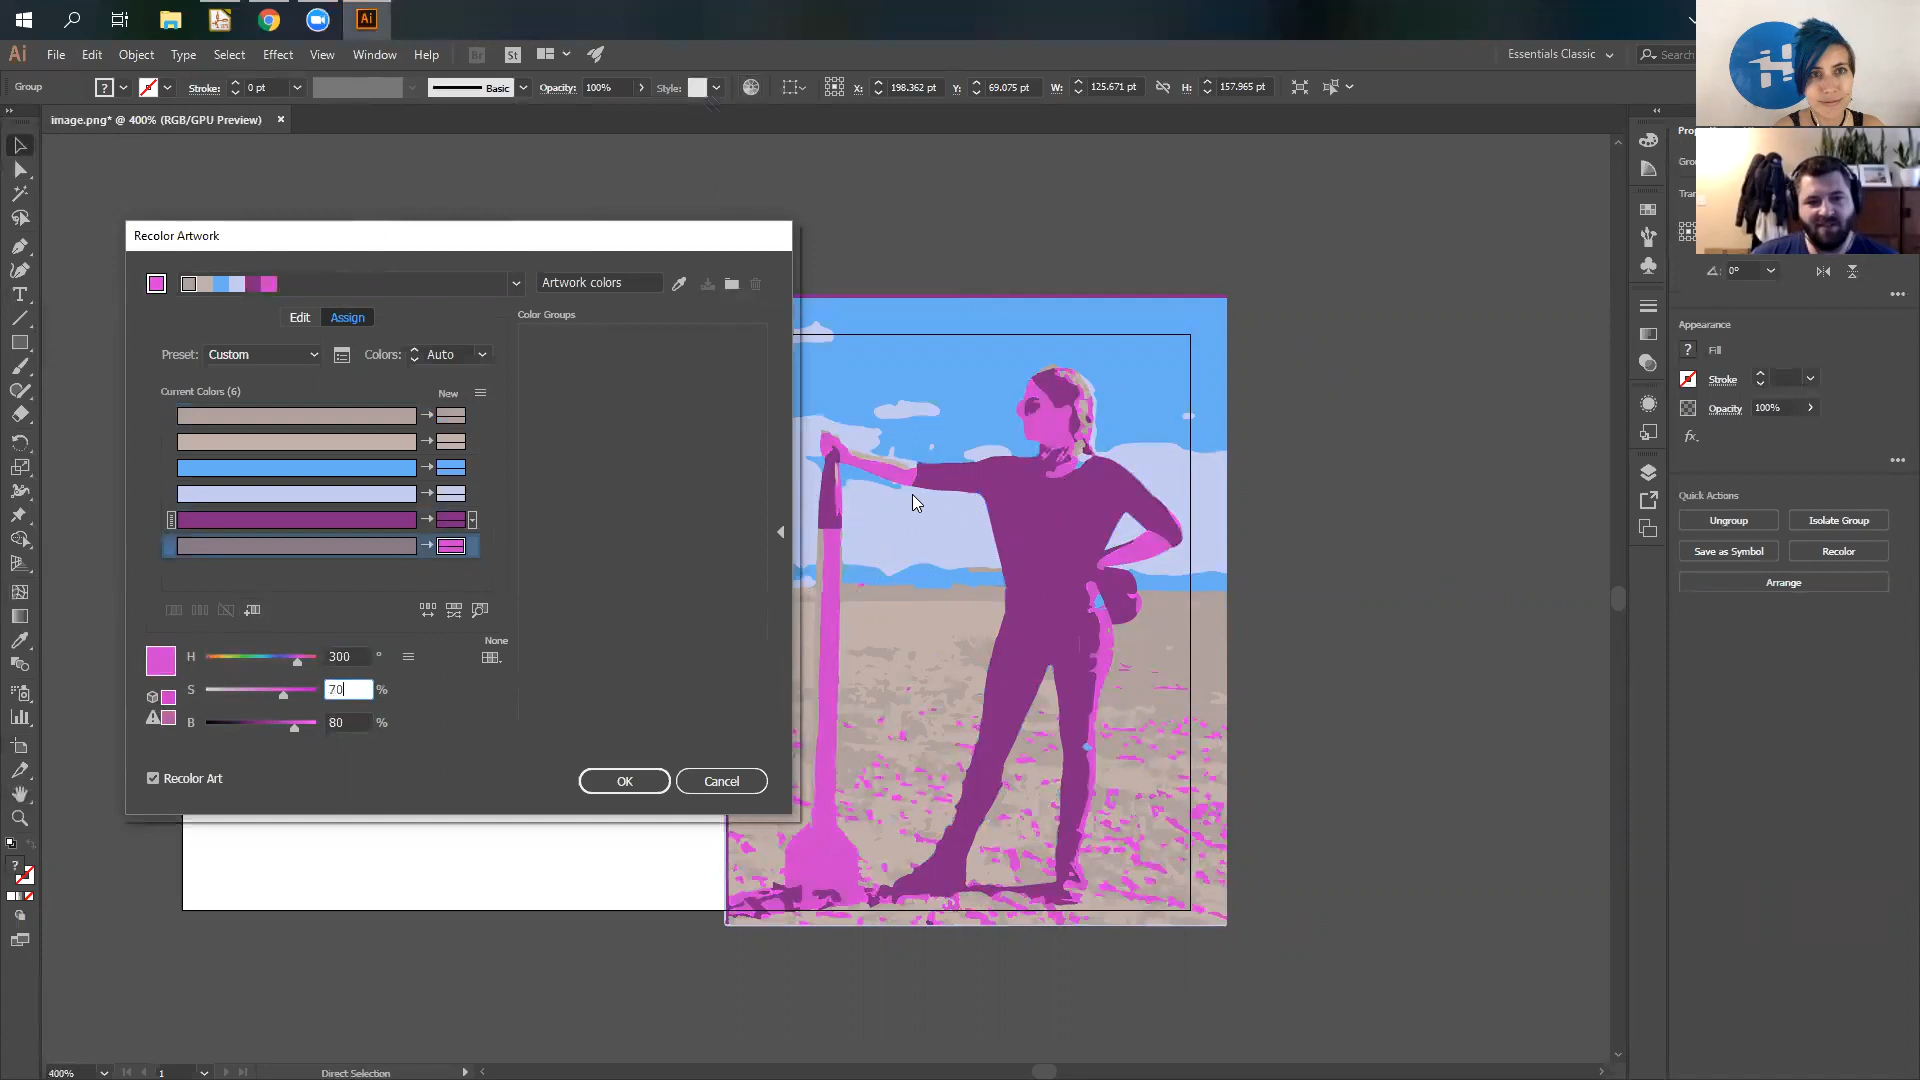 Ai
Ai File Edit Object Type Select Effect View Window Help Br St Essentials Classic Search
Group ? Stroke: 0 pt Basic Opacity: 100% Style: X: 198.362 pt Y: 69.075 pt W: 125.671 pt H: 157.965 pt
image.png* @ 400% (RGB/GPU Preview) ×
Recolor Artwork
Artwork colors
Edit Assign
Color Groups
Preset: Custom Colors: Auto
Current Colors (6) New
None
H 300 °
S 70 %
B 80 %
Recolor Art
OK Cancel
0°
Appearance
? Fill
Stroke
Opacity 100%
fx.
Quick Actions
Ungroup Isolate Group
Save as Symbol Recolor
Arrange
?
400% 1 Direct Selection